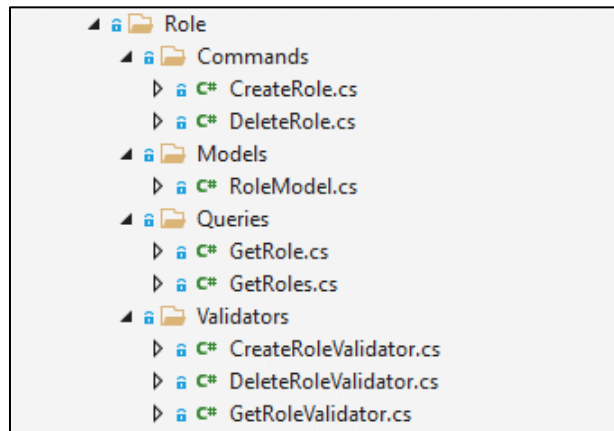 Role
Commands
C# CreateRole.cs
C# DeleteRole.cs
Models
C# RoleModel.cs
Queries
C# GetRole.cs
C# GetRoles.cs
Validators
C# CreateRoleValidator.cs
C# DeleteRoleValidator.cs
C# GetRoleValidator.cs